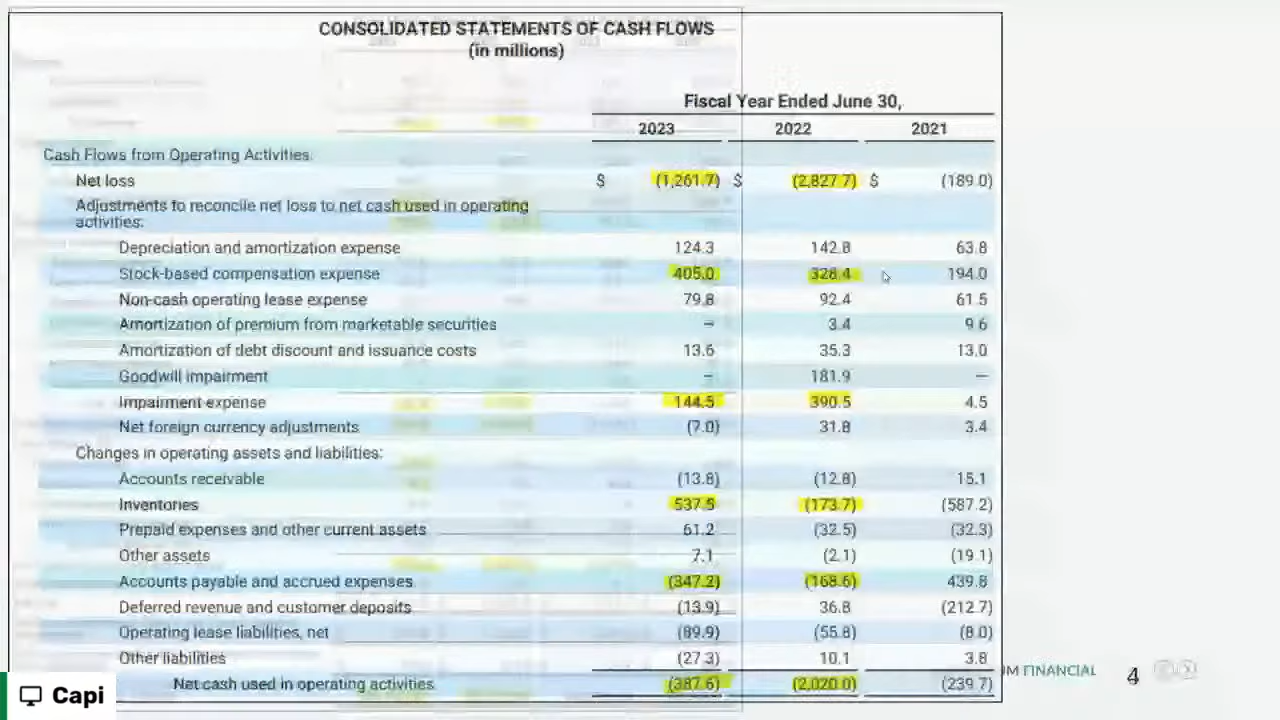 CONSOLIDATED STATEMENTS OF CASH FLOWS
(in millions)
Fiscal Year Ended June 30,
2023 2022 2021
Cash Flows from Operating Activities:
Net loss $ (1,261.7) $ (2,827.7) $ (189.0)
Adjustments to reconcile net loss to net cash used in operating
activities:
Depreciation and amortization expense 124.3 142.8 63.8
Stock-based compensation expense 405.0 328.4 194.0
Non-cash operating lease expense 79.8 92.4 61.5
Amortization of premium from marketable securities – 3.4 9.6
Amortization of debt discount and issuance costs 13.6 35.3 13.0
Goodwill impairment – 181.9 –
Impairment expense 144.5 390.5 4.5
Net foreign currency adjustments (7.0) 31.8 3.4
Changes in operating assets and liabilities:
Accounts receivable (13.8) (12.8) 15.1
Inventories 537.5 (173.7) (587.2)
Prepaid expenses and other current assets 61.2 (32.5) (32.3)
Other assets 7.1 (2.1) (19.1)
Accounts payable and accrued expenses (347.2) (168.6) 439.8
Deferred revenue and customer deposits (13.9) 36.8 (212.7)
Operating lease liabilities, net (89.9) (55.8) (8.0)
Other liabilities (27.3) 10.1 3.8
Net cash used in operating activities (387.6) (2,020.0) (239.7)
UM FINANCIAL 4
Capi